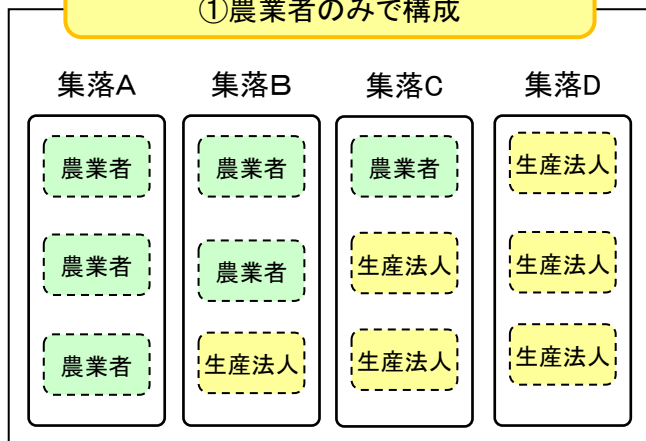 ①農業者のみで構成
集落A
集落B
集落C
集落D
農業者
農業者
農業者
生産法人
農業者
農業者
生産法人
生産法人
農業者
生産法人
生産法人
生産法人